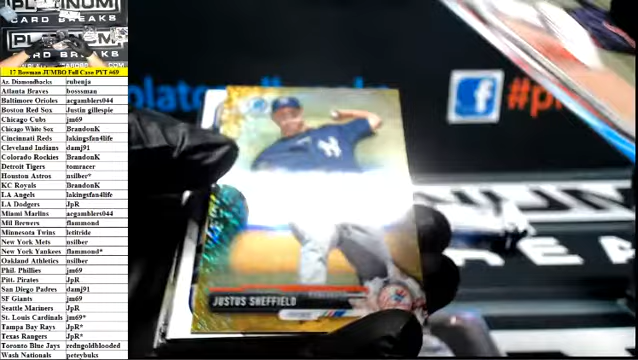 PLATINUM
CARD BREAKS
17 Bowman JUMBO Full Case PYT #69
Az. Diamondbacks rubenja
Atlanta Braves bosssman
Baltimore Orioles acgamblers044
Boston Red Sox Justin gillespie
Chicago Cubs jm69
Chicago White Sox BrandonK
Cincinnati Reds lakingsfan4life
Cleveland Indians damj91
Colorado Rockies BrandonK
Detroit Tigers tomracer
Houston Astros nsilber*
KC Royals BrandonK
LA Angels lakingsfan4life
LA Dodgers JpR
Miami Marlins acgamblers044
Mil Brewers flammond
Minnesota Twins letitride
New York Mets nsilber
New York Yankees flammond*
Oakland Athletics nsilber
Phil. Phillies jm69
Pitt. Pirates JpR
San Diego Padres damj91
SF Giants jm69
Seattle Mariners JpR
St. Louis Cardinals jm69*
Tampa Bay Rays JpR*
Texas Rangers JpR*
Toronto Blue Jays redngoldblooded
Wash Nationals peteybuks
JUSTUS SHEFFIELD